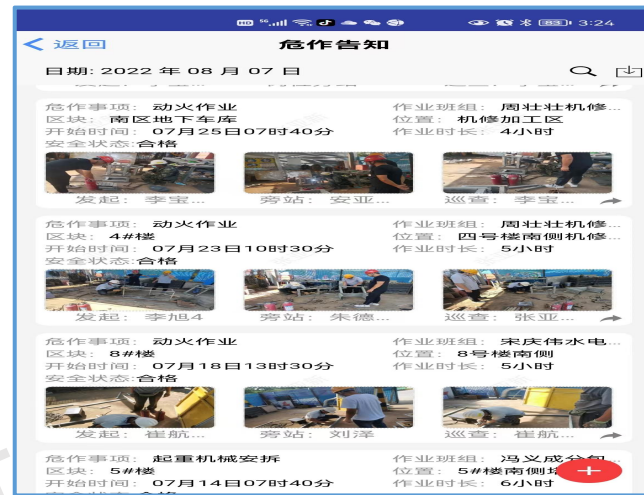 HD 5G 83 3:24
返回 危作告知
日期: 2022 年 08 月 07 日
危作事项: 动火作业 作业班组: 周壮壮机修...
区块: 南区地下车库 位置: 机修加工区
开始时间: 07月25日07时40分 作业时长: 4小时
安全状态:合格
发起: 李宝... 旁站: 安亚... 巡查: 李宝...
危作事项: 动火作业 作业班组: 周壮壮机修...
区块: 4#楼 位置: 四号楼南侧机修...
开始时间: 07月23日10时30分 作业时长: 5小时
安全状态:合格
发起: 李旭4 旁站: 朱德... 巡查: 张亚...
危作事项: 动火作业 作业班组: 宋庆伟水电...
区块: 8#楼 位置: 8号楼南侧
开始时间: 07月18日13时30分 作业时长: 5小时
安全状态:合格
发起: 崔航... 旁站: 刘泽 巡查: 崔航...
危作事项: 起重机械安拆 作业班组: 冯义成分包...
区块: 5#楼 位置: 5#楼南侧
开始时间: 07月14日07时40分 作业时长: 6小时